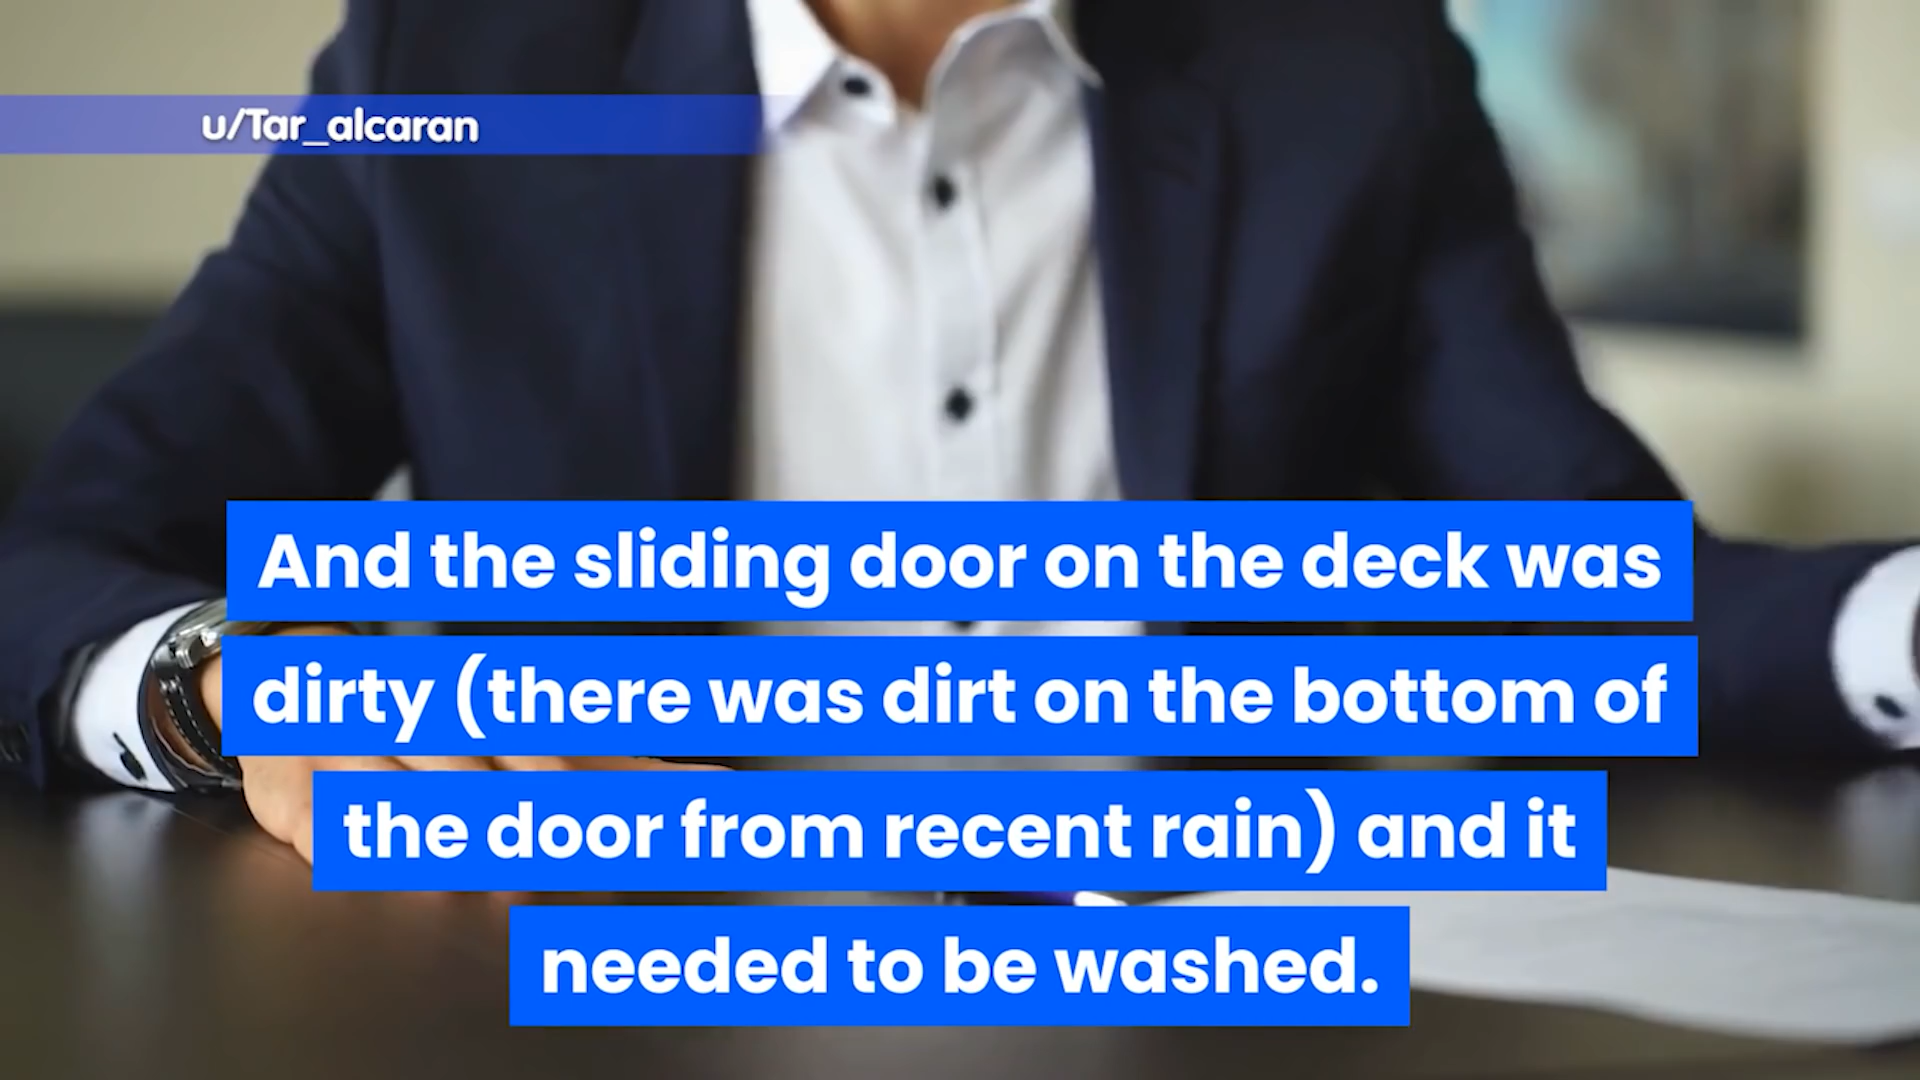 u/Tar_alcaran
And the sliding door on the deck was
dirty (there was dirt on the bottom of
the door from recent rain) and it
needed to be washed.